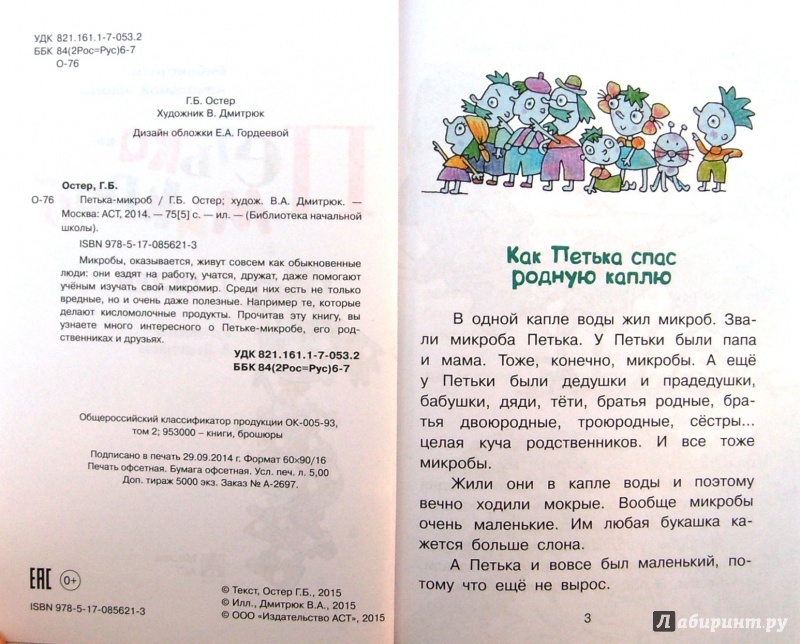 УДК 821.161.1-7-053.2
ББК 84(2Рос=Рус)6-7
О-76
Г.Б. Остер
Художник В. Дмитрюк
Дизайн обложки Е.А. Гордеевой
Остер, Г.Б.
О-76 Петька-микроб / Г.Б. Остер; худож. В.А. Дмитрюк. —
Москва: АСТ, 2014. — 75[5] с. — ил. — (Библиотека начальной
школы).
ISBN 978-5-17-085621-3
Микробы, оказывается, живут совсем как обыкновенные
люди: они ездят на работу, учатся, дружат, даже помогают
учёным изучать свой микромир. Среди них есть не только
вредные, но и очень даже полезные. Например те, которые
делают кисломолочные продукты. Прочитав эту книгу, вы
узнаете много интересного о Петьке-микробе, его род-
ственниках и друзьях.
УДК 821.161.1-7-053.2
ББК 84(2Рос=Рус)6-7
Общероссийский классификатор продукции ОК-005-93,
том 2; 953000 – книги, брошюры
Подписано в печать 29.09.2014 г. Формат 60×90/16
Печать офсетная. Бумага офсетная. Усл. печ. л. 5,00
Доп. тираж 5000 экз. Заказ № А-2697.
ЕАС 0+
ISBN 978-5-17-085621-3
© Текст, Остер Г.Б., 2015
© Илл., Дмитрюк В.А., 2015
© ООО «Издательство АСТ», 2015
Как Петька спас
родную каплю
В одной капле воды жил микроб. Зва-
ли микроба Петька. У Петьки были папа
и мама. Тоже, конечно, микробы. А ещё
у Петьки были дедушки и прадедушки,
бабушки, дяди, тёти, братья родные, бра-
тья двоюродные, троюродные, сёстры...
целая куча родственников. И все тоже
микробы.
Жили они в капле воды и поэтому
вечно ходили мокрые. Вообще микробы
очень маленькие. Им любая букашка ка-
жется больше слона.
А Петька и вовсе был маленький, по-
тому что ещё не вырос.
3
Лабиринт.ру